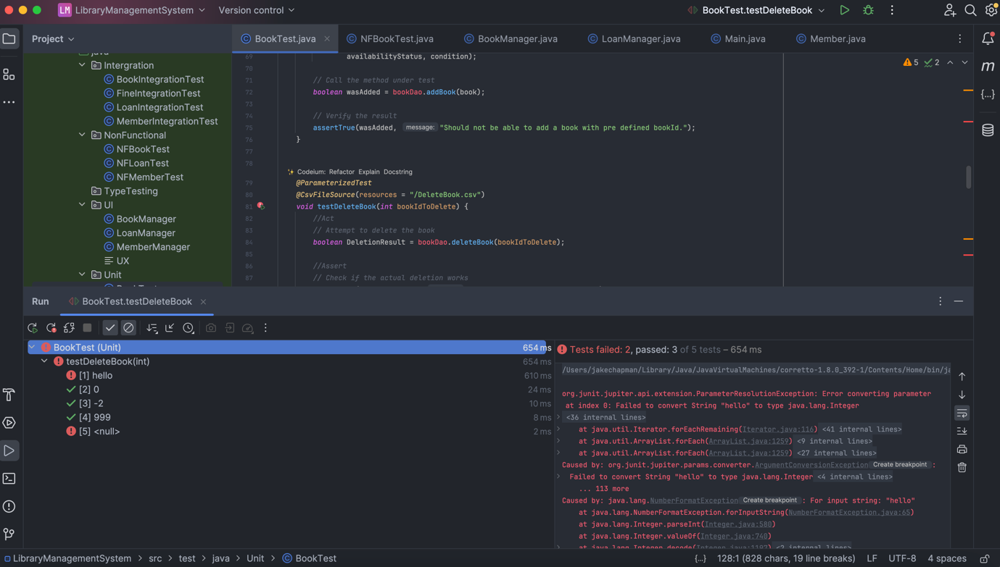 LM LibraryManagementSystem Version control BookTest.testDeleteBook
Project
BookTest.java NFBookTest.java BookManager.java LoanManager.java Main.java Member.java
java
Intergration
BookIntegrationTest
FineIntegrationTest
LoanIntegrationTest
MemberIntegrationTest
NonFunctional
NFBookTest
NFLoanTest
NFMemberTest
TypeTesting
UI
BookManager
LoanManager
MemberManager
UX
Unit
5 2
69 availabilityStatus, condition);
70
71 // Call the method under test
72 boolean wasAdded = bookDao.addBook(book);
73
74 // Verify the result
75 assertTrue(wasAdded, message: "Should not be able to add a book with pre defined bookId.");
76 }
77
78
Codeium: Refactor Explain Docstring
79 @ParameterizedTest
80 @CsvFileSource(resources = "/DeleteBook.csv")
81 void testDeleteBook(int bookIdToDelete) {
82 //Act
83 // Attempt to delete the book
84 boolean DeletionResult = bookDao.deleteBook(bookIdToDelete);
85
86 //Assert
87 // Check if the actual deletion works
m
{...}
Run BookTest.testDeleteBook
BookTest (Unit) 654 ms
testDeleteBook(int) 654 ms
[1] hello 610 ms
[2] 0 24 ms
[3] -2 10 ms
[4] 999 8 ms
[5] <null> 2 ms
Tests failed: 2, passed: 3 of 5 tests – 654 ms
/Users/jakechapman/Library/Java/JavaVirtualMachines/corretto-1.8.0_392-1/Contents/Home/bin/ja
org.junit.jupiter.api.extension.ParameterResolutionException: Error converting parameter
at index 0: Failed to convert String "hello" to type java.lang.Integer
<36 internal lines>
at java.util.Iterator.forEachRemaining(Iterator.java:116) <41 internal lines>
at java.util.ArrayList.forEach(ArrayList.java:1259) <9 internal lines>
at java.util.ArrayList.forEach(ArrayList.java:1259) <27 internal lines>
Caused by: org.junit.jupiter.params.converter.ArgumentConversionException Create breakpoint :
Failed to convert String "hello" to type java.lang.Integer <4 internal lines>
... 113 more
Caused by: java.lang.NumberFormatException Create breakpoint : For input string: "hello"
at java.lang.NumberFormatException.forInputString(NumberFormatException.java:65)
at java.lang.Integer.parseInt(Integer.java:580)
at java.lang.Integer.valueOf(Integer.java:740)
at java.lang.Integer.decode(Integer.java:1197) <2 internal lines>
LibraryManagementSystem > src > test > java > Unit > BookTest {...} 128:1 (828 chars, 19 line breaks) LF UTF-8 4 spaces